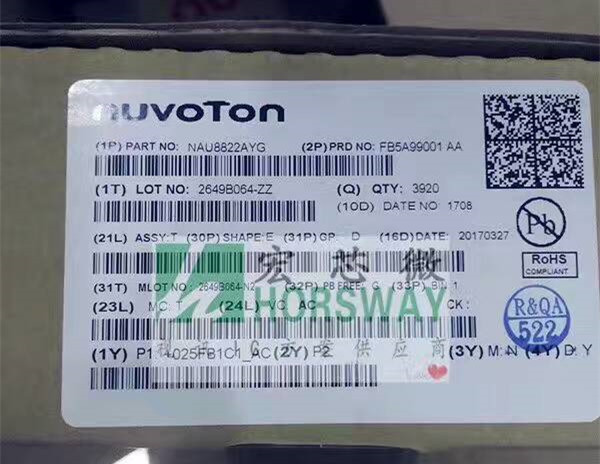 nuvoTon
(1P) PART NO: NAU8822AYG (2P) PRD NO: FB5A99001 AA
(1T) LOT NO: 2649B064-ZZ (Q) QTY: 3920
(10D) DATE NO 1708
Pb
(21L) ASSY:T (30P) SHAPE:E (31P) GP: D (16D) DATE: 20170327
RoHS
COMPLIANT
宏芯微
(31T) MLOT NO: 2649B064-NZ (32P) PB FREE: G (33P) BIN: 1
HORSWAY
(23L) MC: T (24L) V3: AC CK:
R&QA
522
供应商
(1Y) (2Y) P2 (3Y) M:N (4Y) D:Y